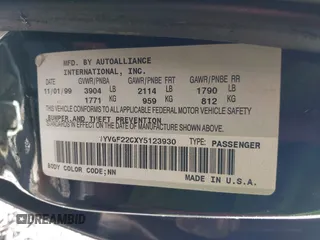 MFD. BY AUTOALLIANCE
INTERNATIONAL, INC.
DATE GVWR/PNBA GAWR/PNBE FRT GAWR/PNBE RR
11/01/99 3904 LB 2114 LB 1790 LB
1771 KG 959 KG 812 KG
THIS VEHICLE CONFORMS TO ALL
APPLICABLE FEDERAL MOTOR VEHICLE SAFETY
BUMPER AND THEFT PREVENTION
STANDARDS IN EFFECT ON THE DATE OF MANUFACTURE SHOWN ABOVE
1YVGF22CXY5123930 TYPE: PASSENGER
BODY COLOR CODE;NN MADE IN U.S.A.
©DREAMBID